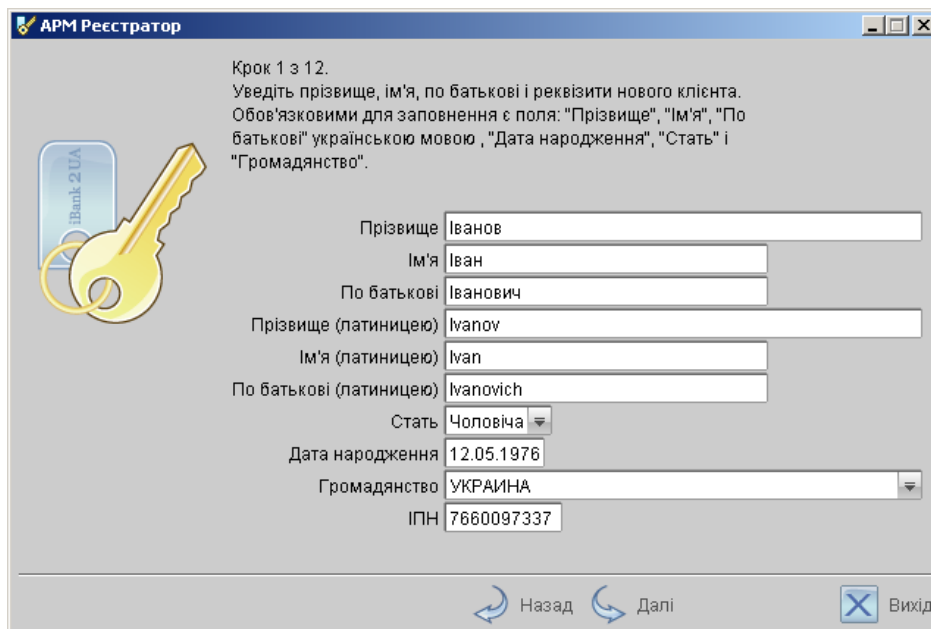 АРМ Реєстратор
Крок 1 з 12.
Уведіть прізвище, ім'я, по батькові і реквізити нового клієнта.
Обов'язковими для заповнення є поля: "Прізвище", "Ім'я", "По
батькові" українською мовою , "Дата народження", "Стать" і
"Громадянство".
iBank 2 UA
Прізвище Іванов
Ім'я Іван
По батькові Іванович
Прізвище (латиницею) Ivanov
Ім'я (латиницею) Ivan
По батькові (латиницею) Ivanovich
Стать Чоловіча
Дата народження 12.05.1976
Громадянство УКРАИНА
ІПН 7660097337
Назад Далі Вихід